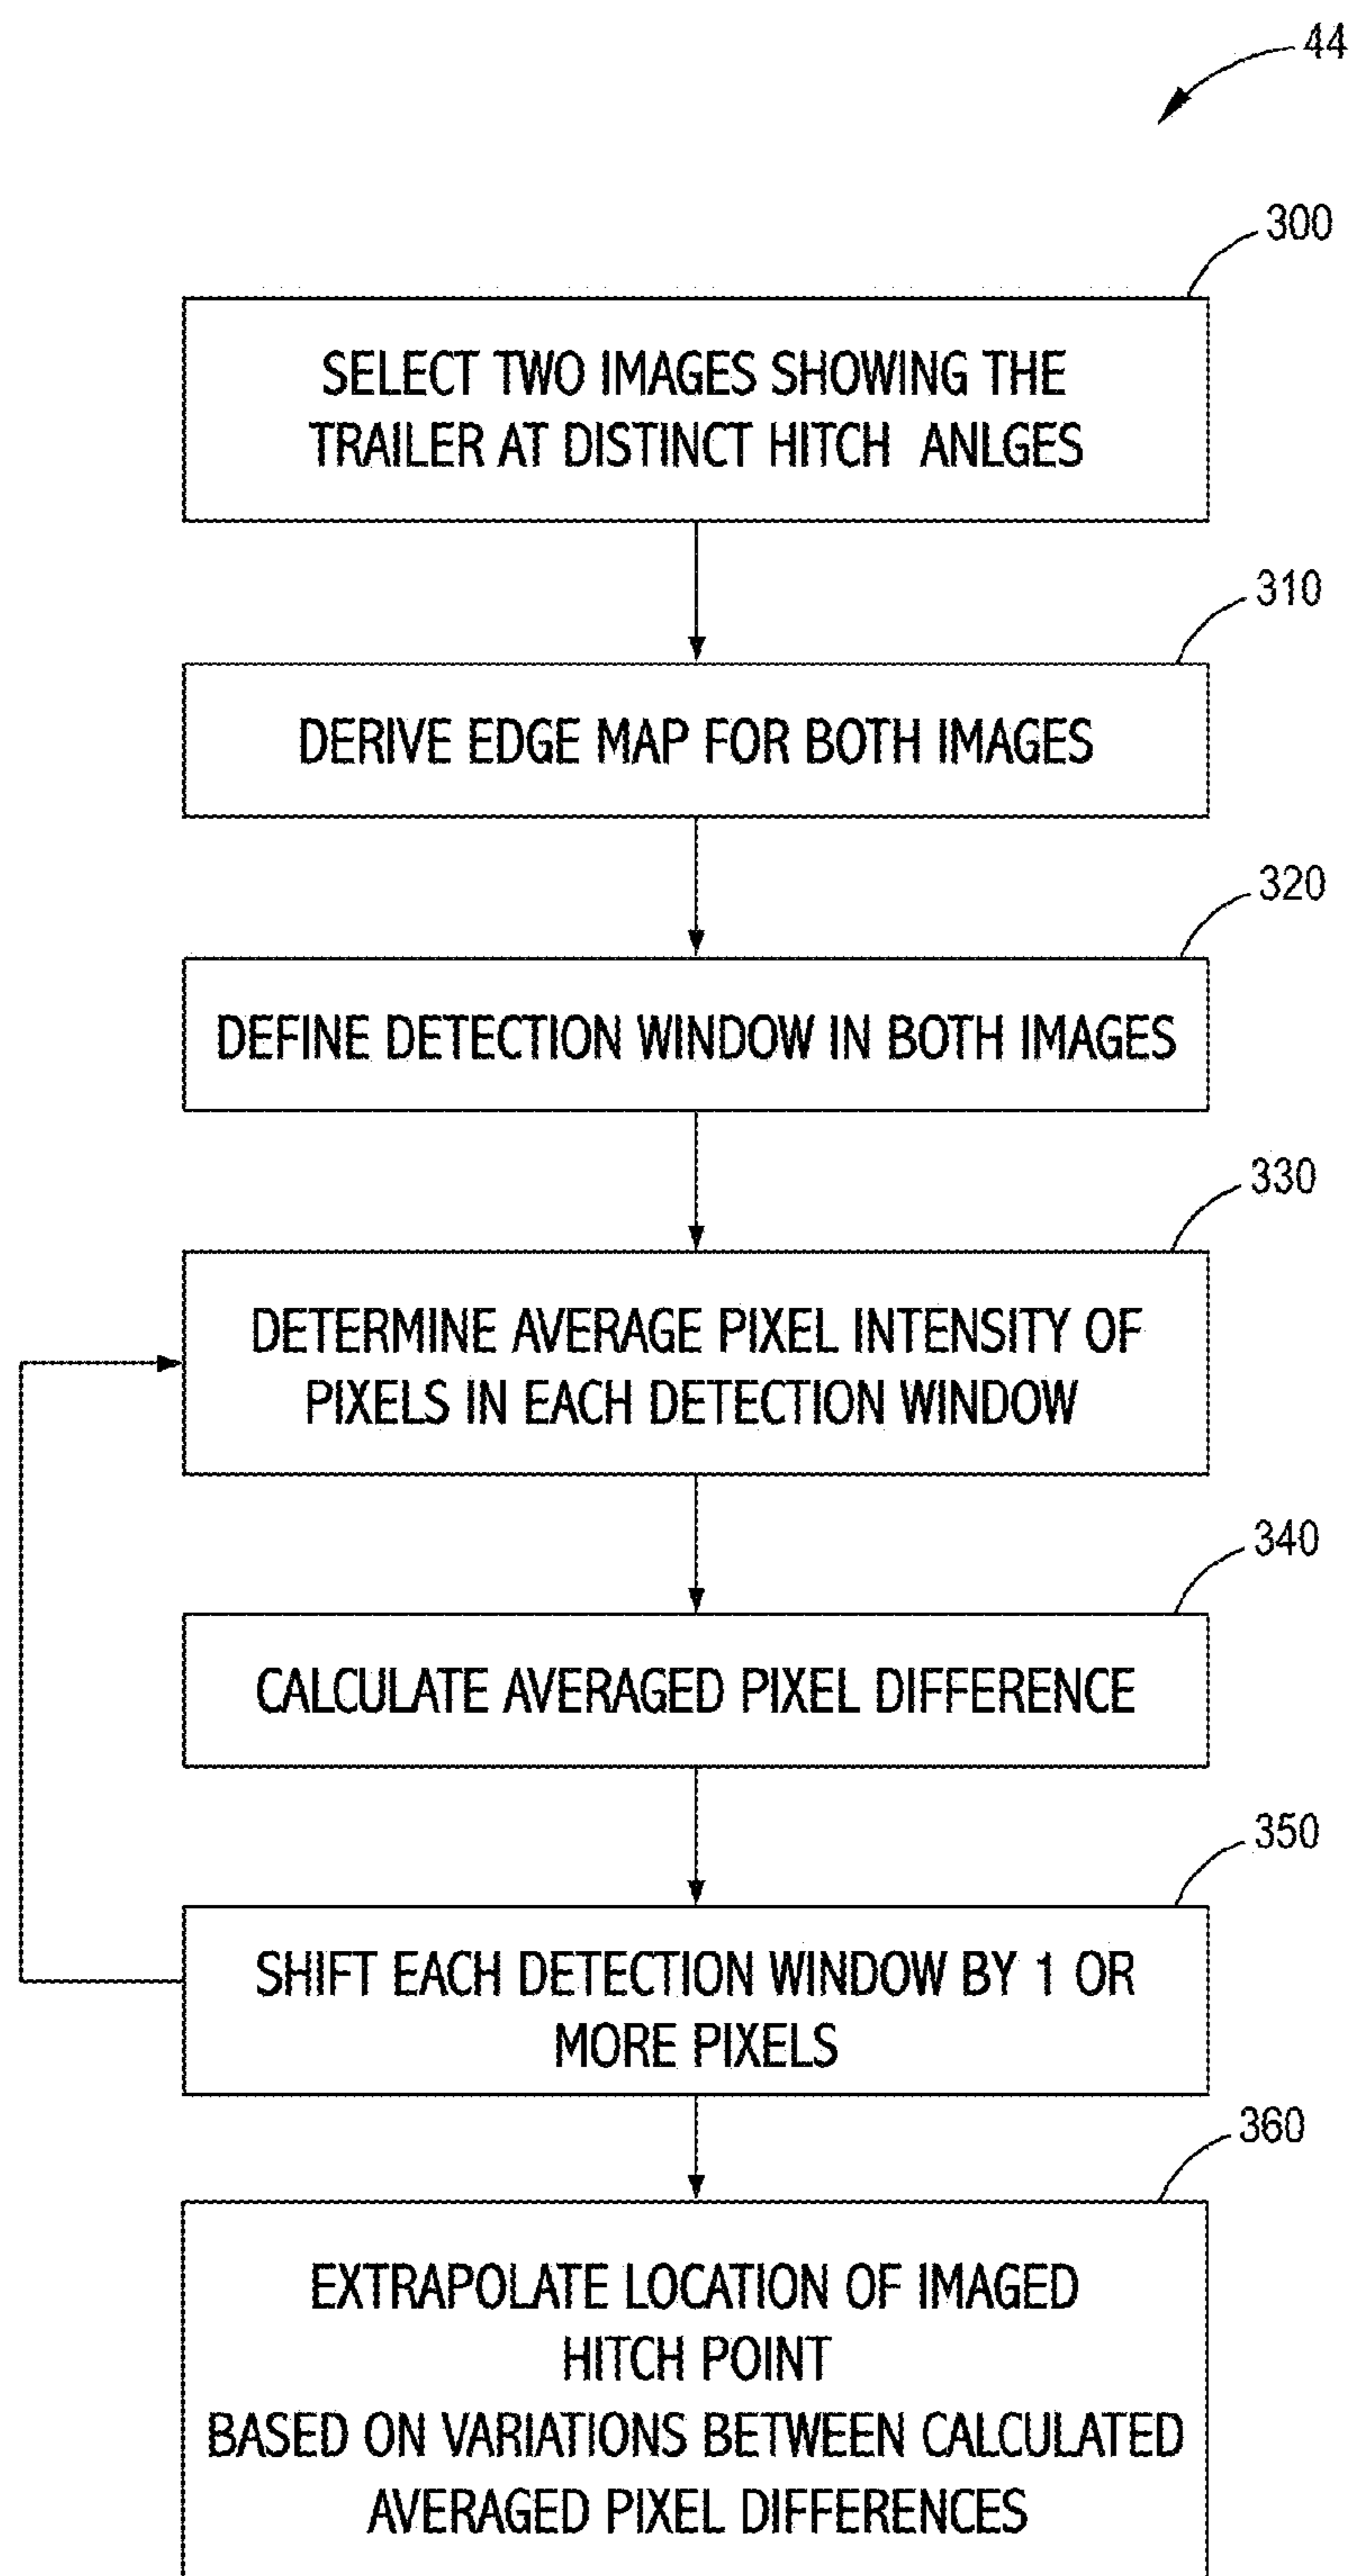 44
300
SELECT TWO IMAGES SHOWING THE
TRAILER AT DISTINCT HITCH ANLGES
310
DERIVE EDGE MAP FOR BOTH IMAGES
320
DEFINE DETECTION WINDOW IN BOTH IMAGES
330
DETERMINE AVERAGE PIXEL INTENSITY OF
PIXELS IN EACH DETECTION WINDOW
340
CALCULATE AVERAGED PIXEL DIFFERENCE
350
SHIFT EACH DETECTION WINDOW BY 1 OR
MORE PIXELS
360
EXTRAPOLATE LOCATION OF IMAGED
HITCH POINT
BASED ON VARIATIONS BETWEEN CALCULATED
AVERAGED PIXEL DIFFERENCES